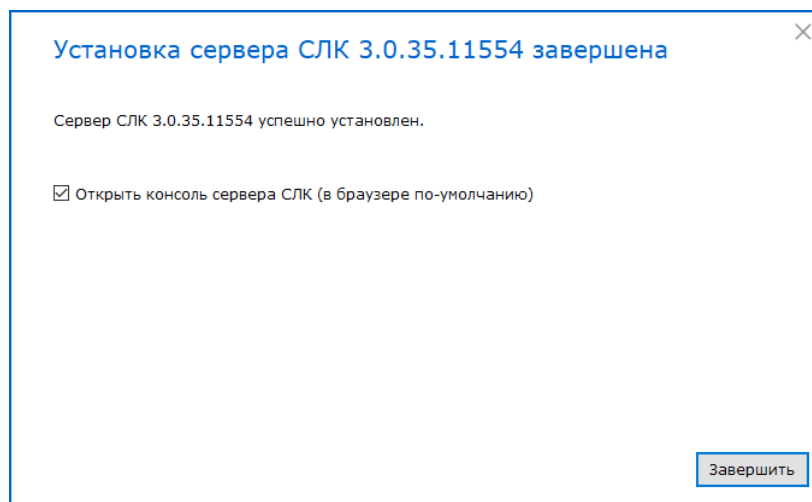 Установка сервера СЛК 3.0.35.11554 завершена
Сервер СЛК 3.0.35.11554 успешно установлен.
Открыть консоль сервера СЛК (в браузере по-умолчанию)
Завершить